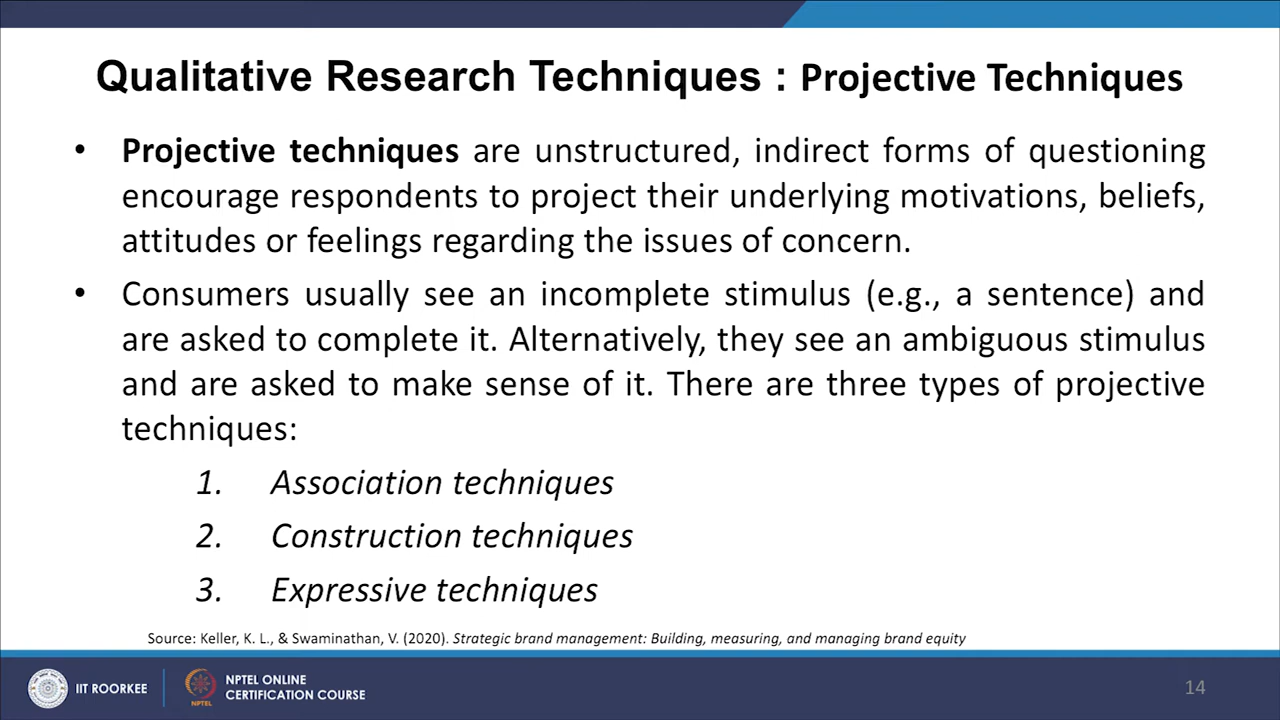 Qualitative Research Techniques : Projective Techniques
• Projective techniques are unstructured, indirect forms of questioning
encourage respondents to project their underlying motivations, beliefs,
attitudes or feelings regarding the issues of concern.
• Consumers usually see an incomplete stimulus (e.g., a sentence) and
are asked to complete it. Alternatively, they see an ambiguous stimulus
and are asked to make sense of it. There are three types of projective
techniques:
1. Association techniques
2. Construction techniques
3. Expressive techniques
Source: Keller, K. L., & Swaminathan, V. (2020). Strategic brand management: Building, measuring, and managing brand equity
IIT ROORKEE
NPTEL
NPTEL ONLINE
CERTIFICATION COURSE
14